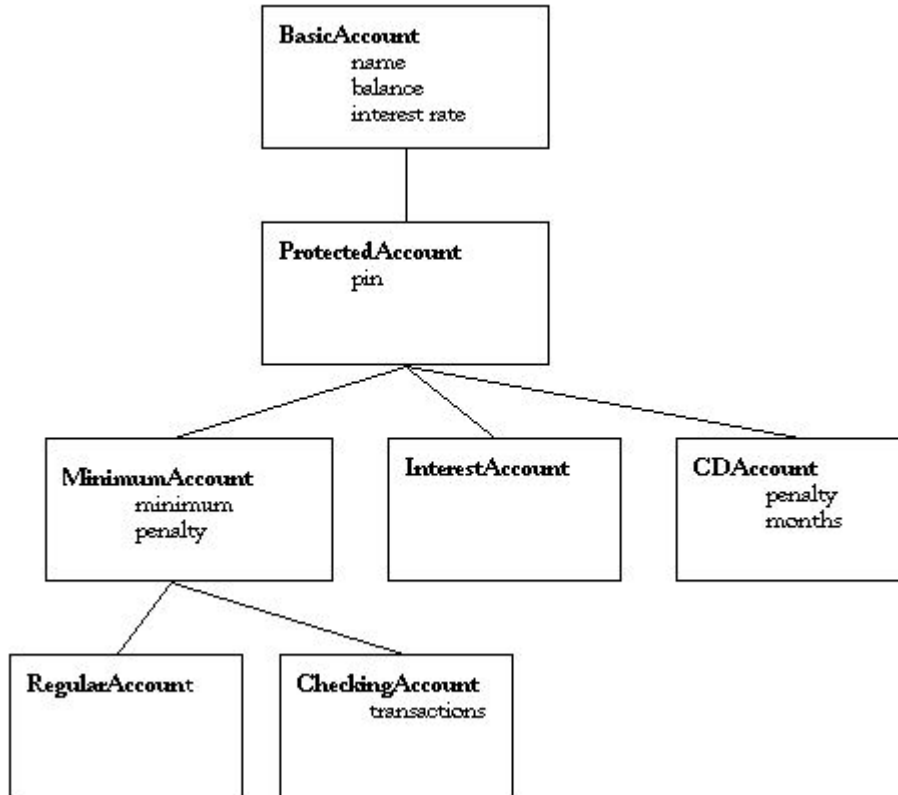 BasicAccount
name
balance
interest rate
ProtectedAccount
pin
MinimumAccount
minimum
penalty
InterestAccount
CDAccount
penalty
months
RegularAccount
CheckingAccount
transactions